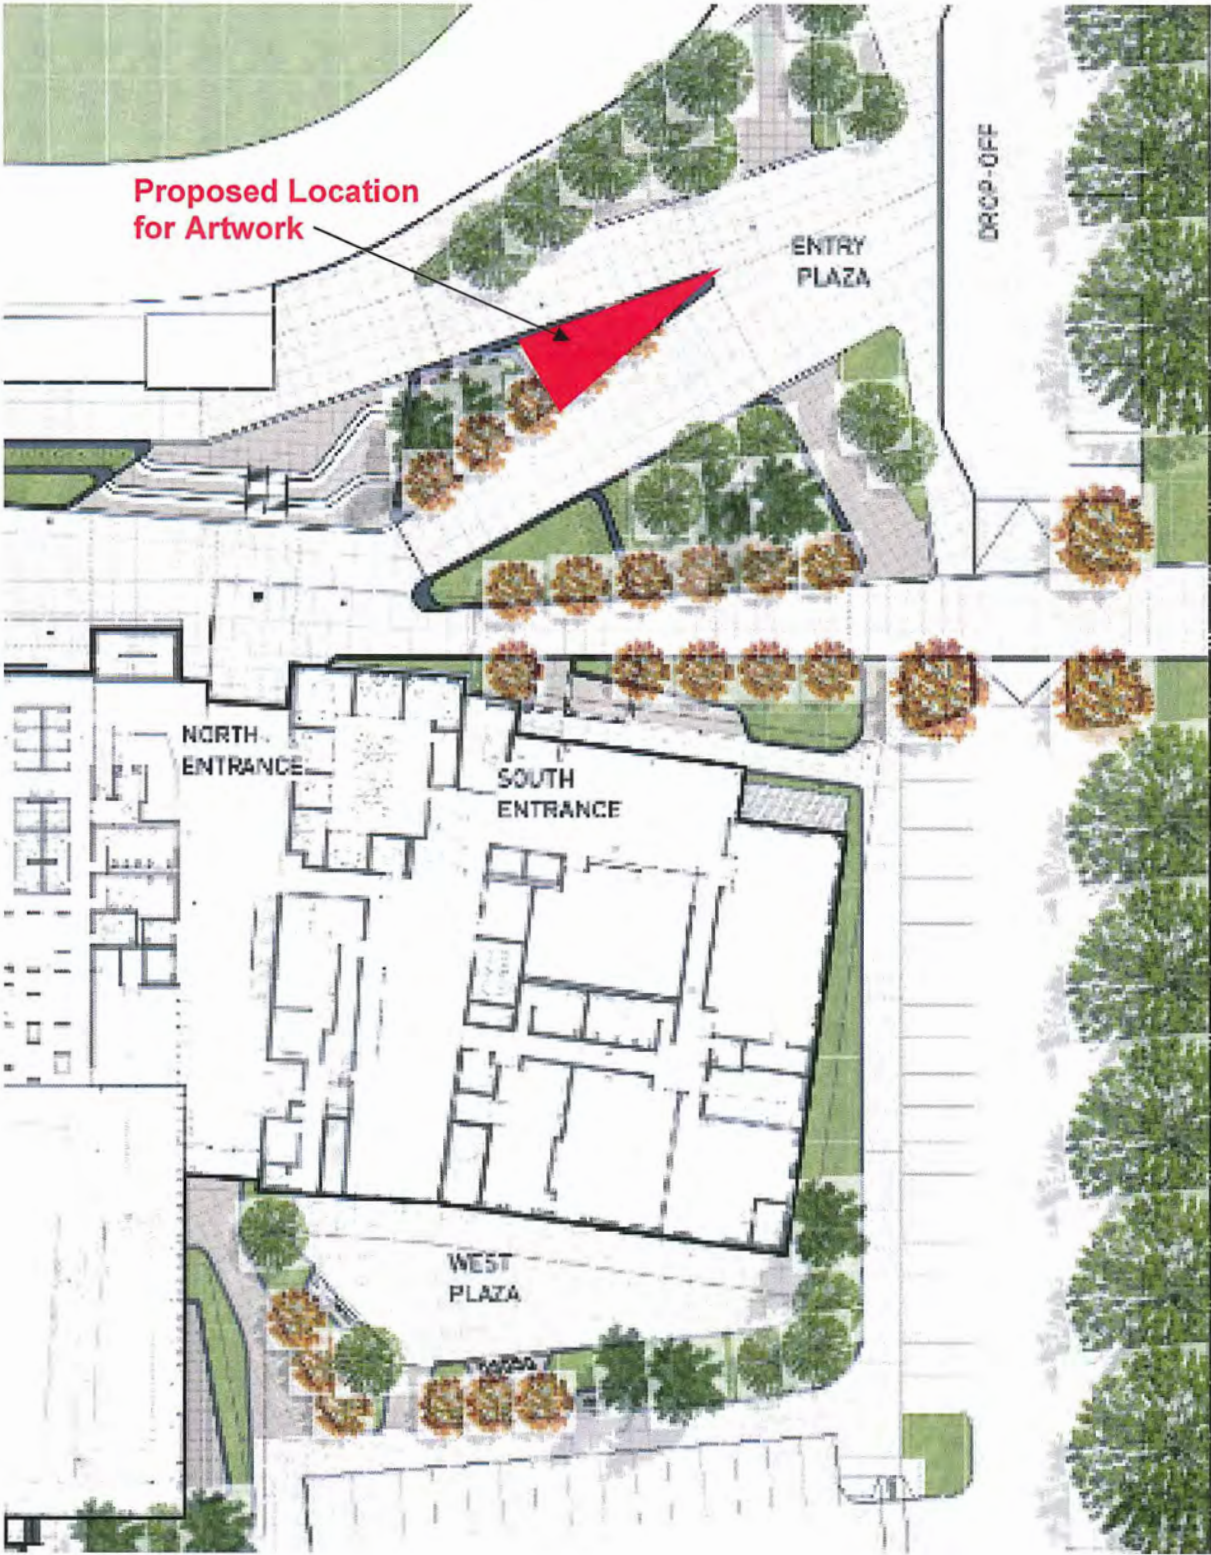 Proposed Location
for Artwork
DROP-OFF
ENTRY
PLAZA
NORTH
ENTRANCE
SOUTH
ENTRANCE
WEST
PLAZA